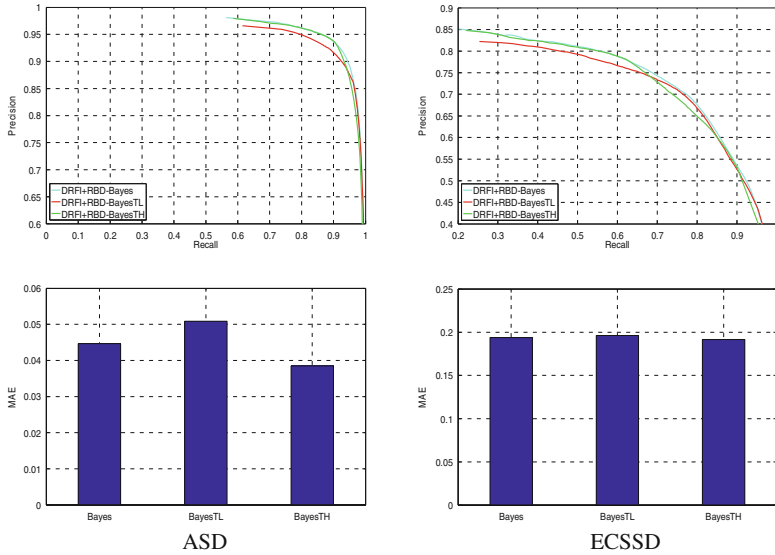 1
0.95
0.9
0.95
0.8
0.75
0.7
0.95
0.6
Precision
DRFI+RBD-Bayes
DRFI+RBD-BayesTL
DRFI+RBD-BayesTH
0 0.1 0.2 0.3 0.4 0.5 0.6 0.7 0.8 0.9 1
Recall
0.9
0.85
0.8
0.75
0.7
0.65
0.6
0.55
0.5
0.45
0.4
Precision
DRFI+RBD-Bayes
DRFI+RBD-BayesTL
DRFI+RBD-BayesTH
0.2 0.3 0.4 0.5 0.6 0.7 0.8 0.9
Recall
0.06
0.05
0.04
0.03
0.02
0.01
0
MAE
Bayes BayesTL BayesTH
ASD
0.25
0.2
0.15
0.1
0.05
0
MAE
Bayes BayesTL BayesTH
ECSSD